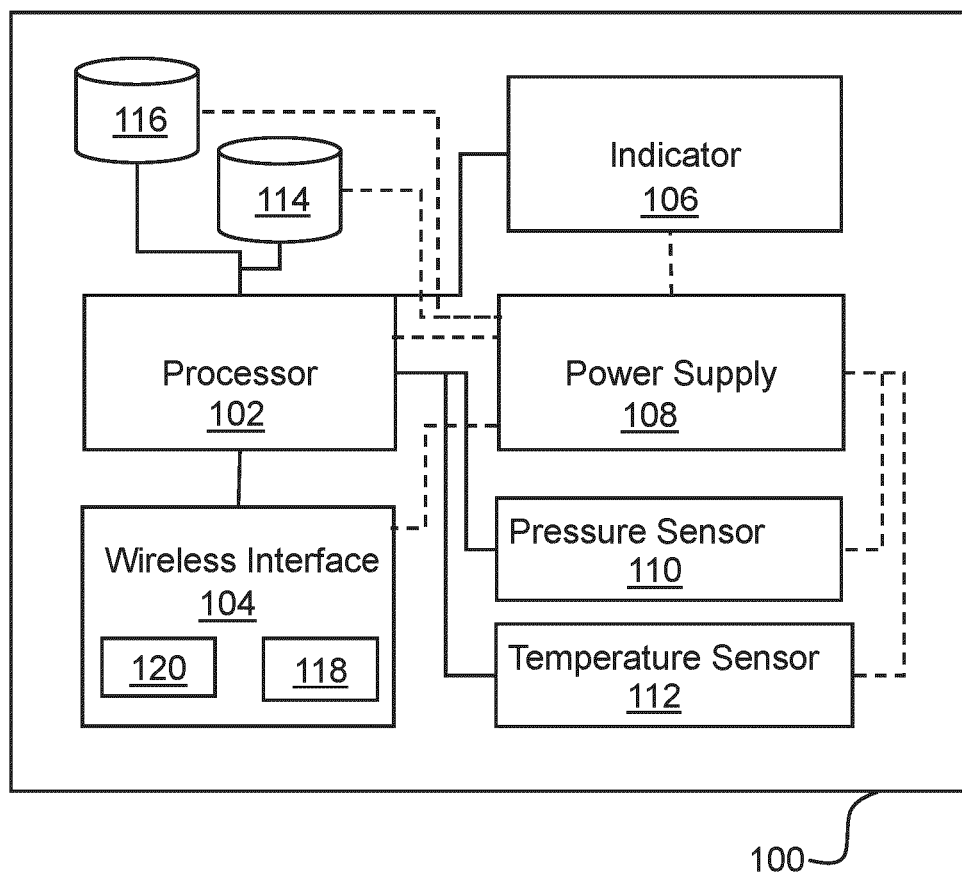 116
114
Indicator
106
Processor
102
Power Supply
108
Wireless Interface
104
120
118
Pressure Sensor
110
Temperature Sensor
112
100